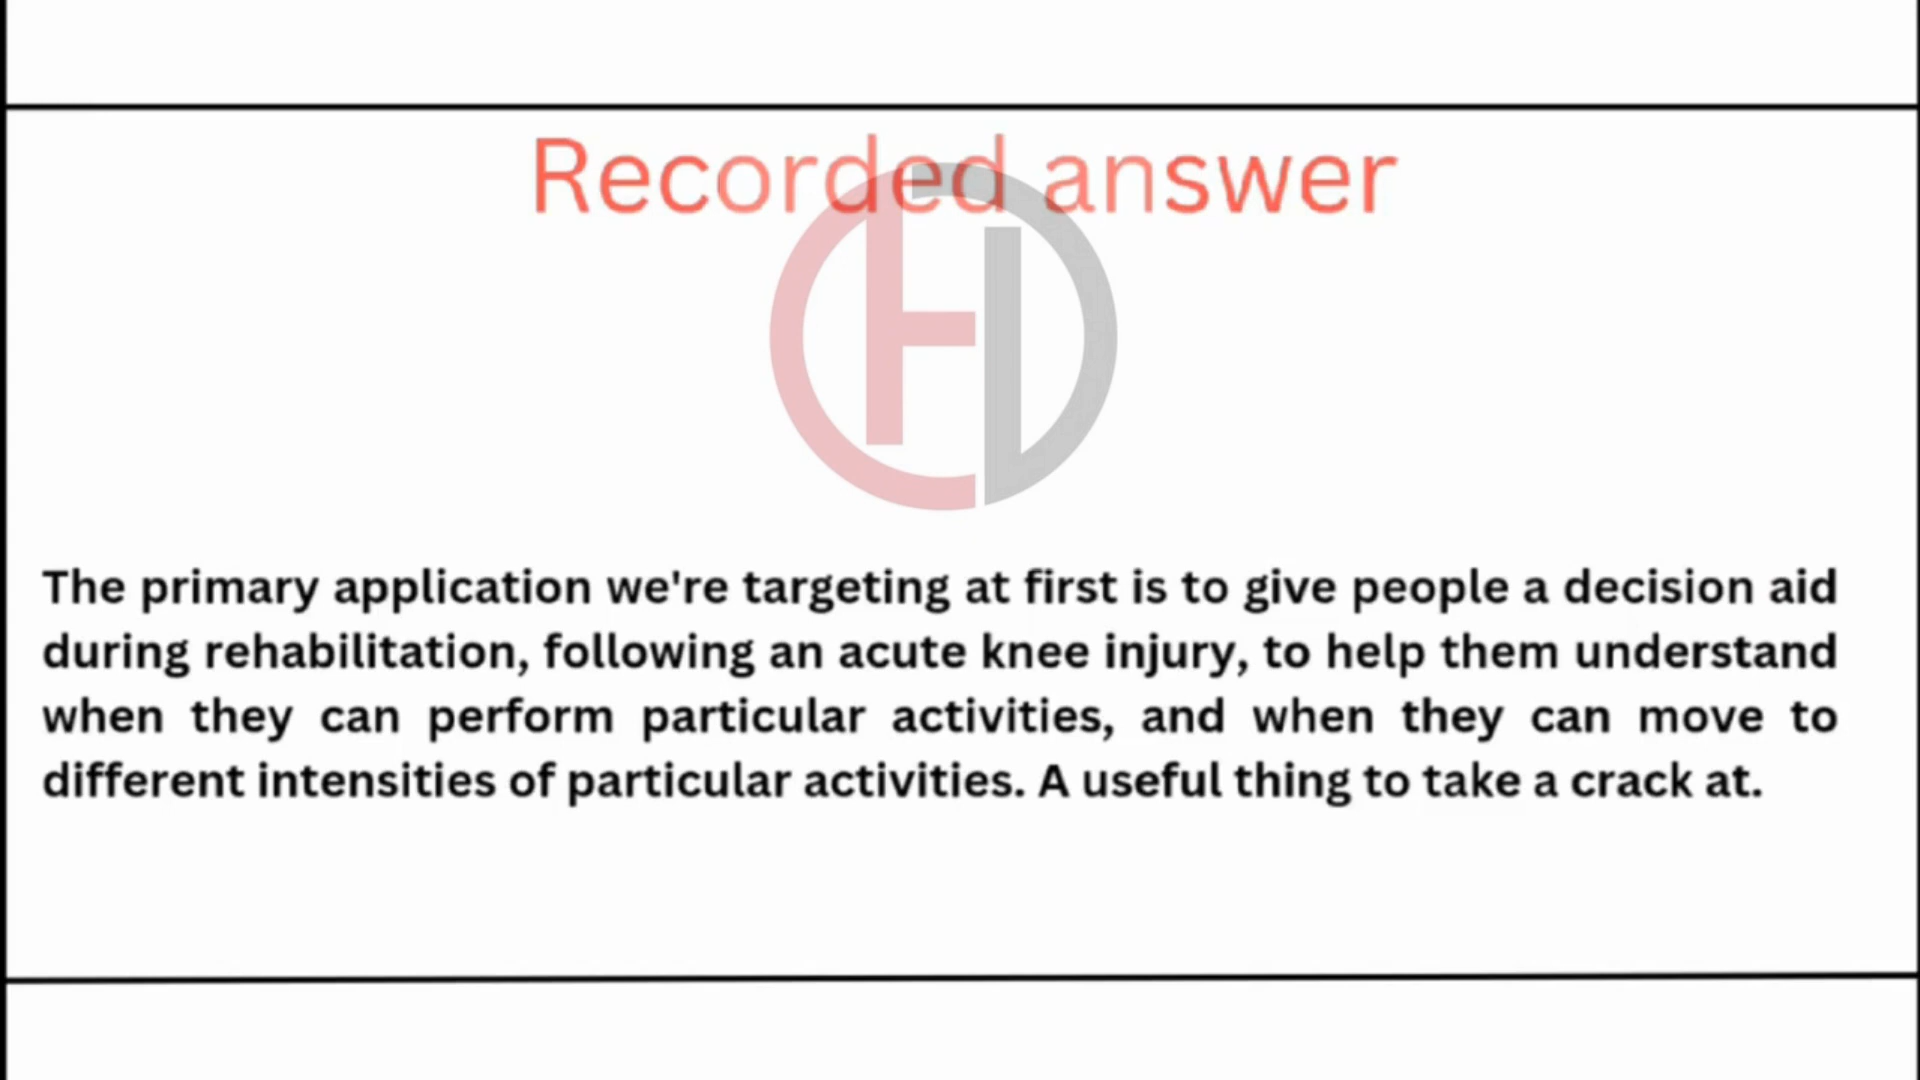 Recorded answer
The primary application we're targeting at first is to give people a decision aid
during rehabilitation, following an acute knee injury, to help them understand
when they can perform particular activities, and when they can move to
different intensities of particular activities. A useful thing to take a crack at.